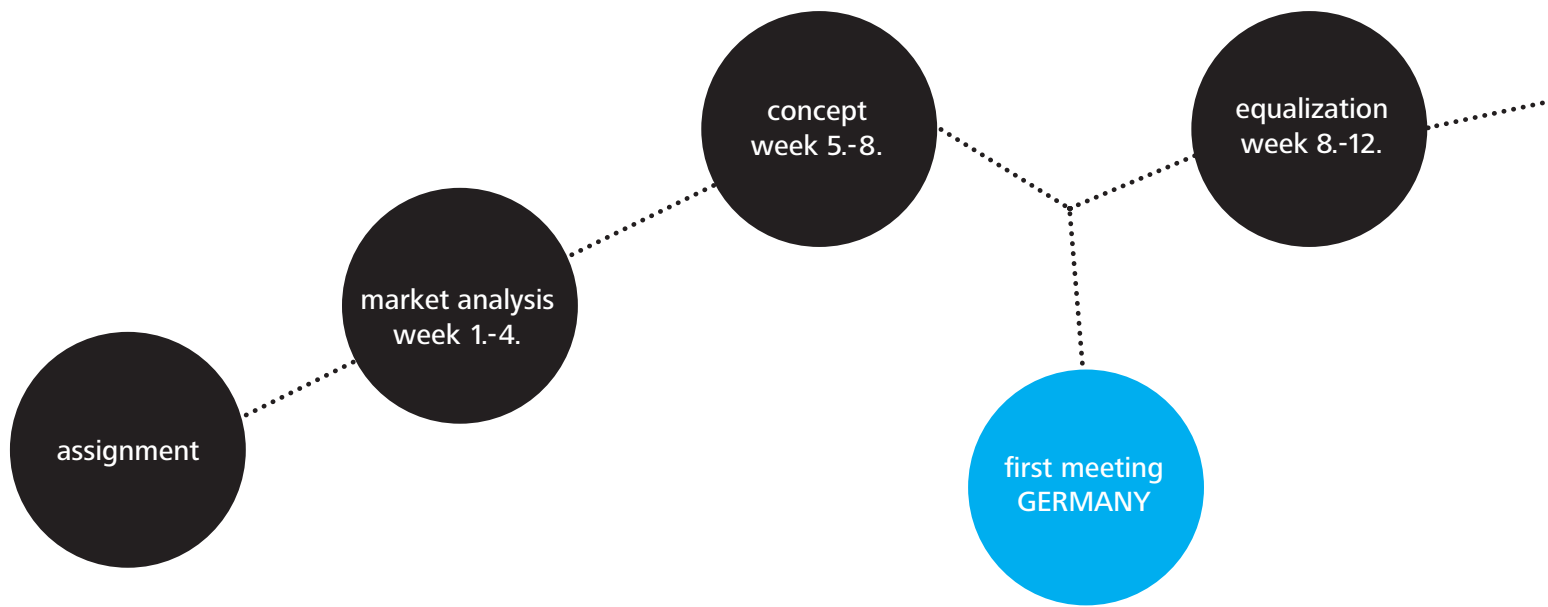 assignment
market analysis
week 1.-4.
concept
week 5.-8.
first meeting
GERMANY
equalization
week 8.-12.